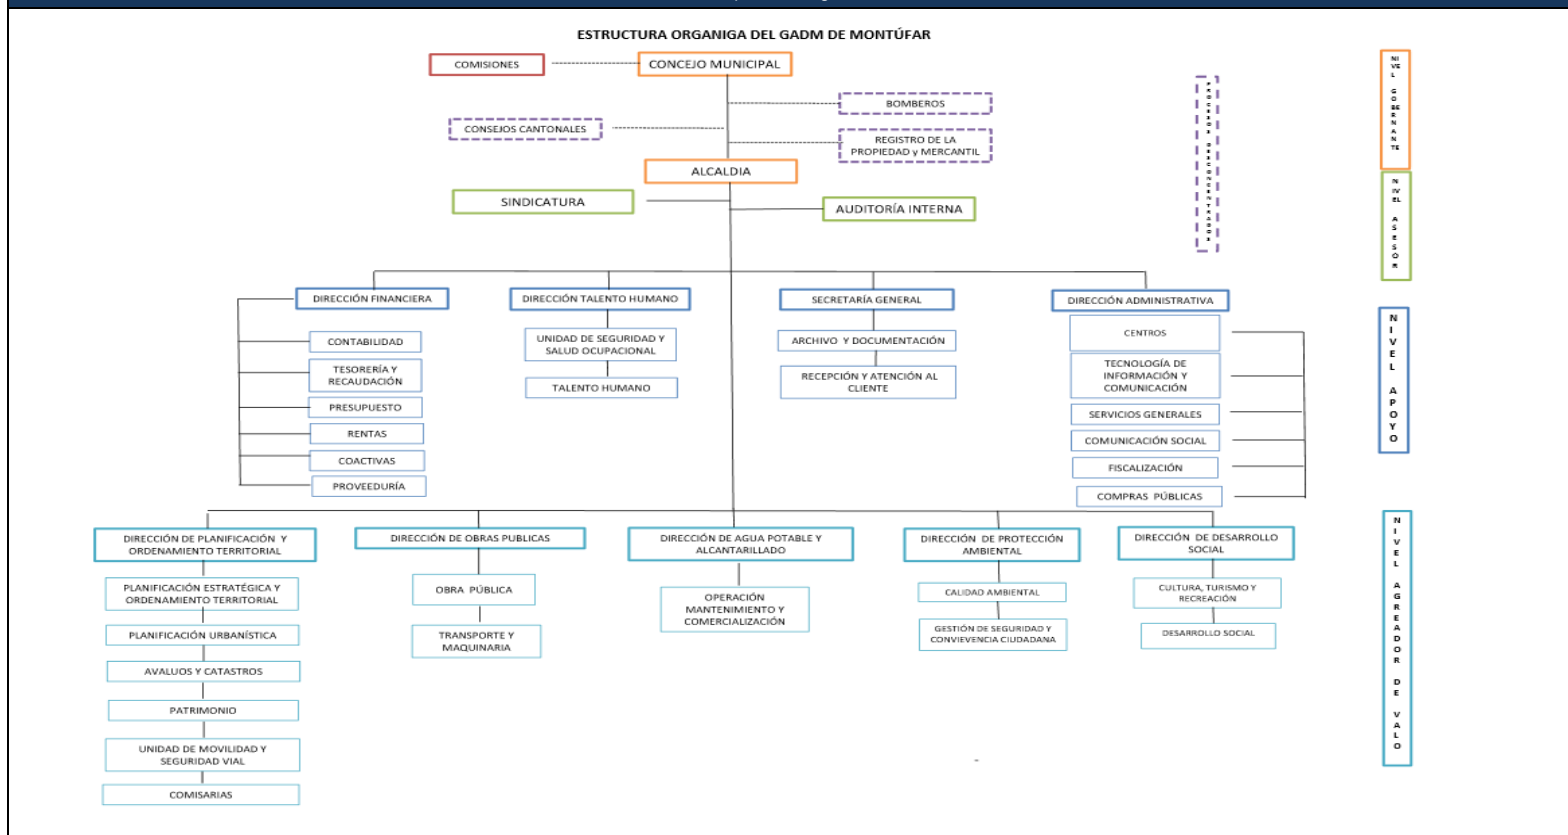 ESTRUCTURA ORGANIGA DEL GADM DE MONTÚFAR
COMISIONES
CONCEJO MUNICIPAL
BOMBEROS
CONSEJOS CANTONALES
REGISTRO DE LA
PROPIEDAD y MERCANTIL
ALCALDIA
SINDICATURA
AUDITORÍA INTERNA
PROCESOS DESCONCENTRADOS
NIVEL GOBERNANTE
NIVEL ASESOR
DIRECCIÓN FINANCIERA
CONTABILIDAD
TESORERÍA Y
RECAUDACIÓN
PRESUPUESTO
RENTAS
COACTIVAS
PROVEEDURÍA
DIRECCIÓN TALENTO HUMANO
UNIDAD DE SEGURIDAD Y
SALUD OCUPACIONAL
TALENTO HUMANO
SECRETARÍA GENERAL
ARCHIVO Y DOCUMENTACIÓN
RECEPCIÓN Y ATENCIÓN AL
CLIENTE
DIRECCIÓN ADMINISTRATIVA
CENTROS
TECNOLOGÍA DE
INFORMACIÓN Y
COMUNICACIÓN
SERVICIOS GENERALES
COMUNICACIÓN SOCIAL
FISCALIZACIÓN
COMPRAS PÚBLICAS
NIVEL APOYO
DIRECCIÓN DE PLANIFICACIÓN Y
ORDENAMIENTO TERRITORIAL
PLANIFICACIÓN ESTRATÉGICA Y
ORDENAMIENTO TERRITORIAL
PLANIFICACIÓN URBANÍSTICA
AVALUOS Y CATASTROS
PATRIMONIO
UNIDAD DE MOVILIDAD Y
SEGURIDAD VIAL
COMISARIAS
DIRECCIÓN DE OBRAS PUBLICAS
OBRA PÚBLICA
TRANSPORTE Y
MAQUINARIA
DIRECCIÓN DE AGUA POTABLE Y
ALCANTARILLADO
OPERACIÓN
MANTENIMIENTO Y
COMERCIALIZACIÓN
DIRECCIÓN DE PROTECCIÓN
AMBIENTAL
CALIDAD AMBIENTAL
GESTIÓN DE SEGURIDAD Y
CONVIEVENCIA CIUDADANA
DIRECCIÓN DE DESARROLLO
SOCIAL
CULTURA, TURISMO Y
RECREACIÓN
DESARROLLO SOCIAL
NIVEL AGREADOR DE VALO